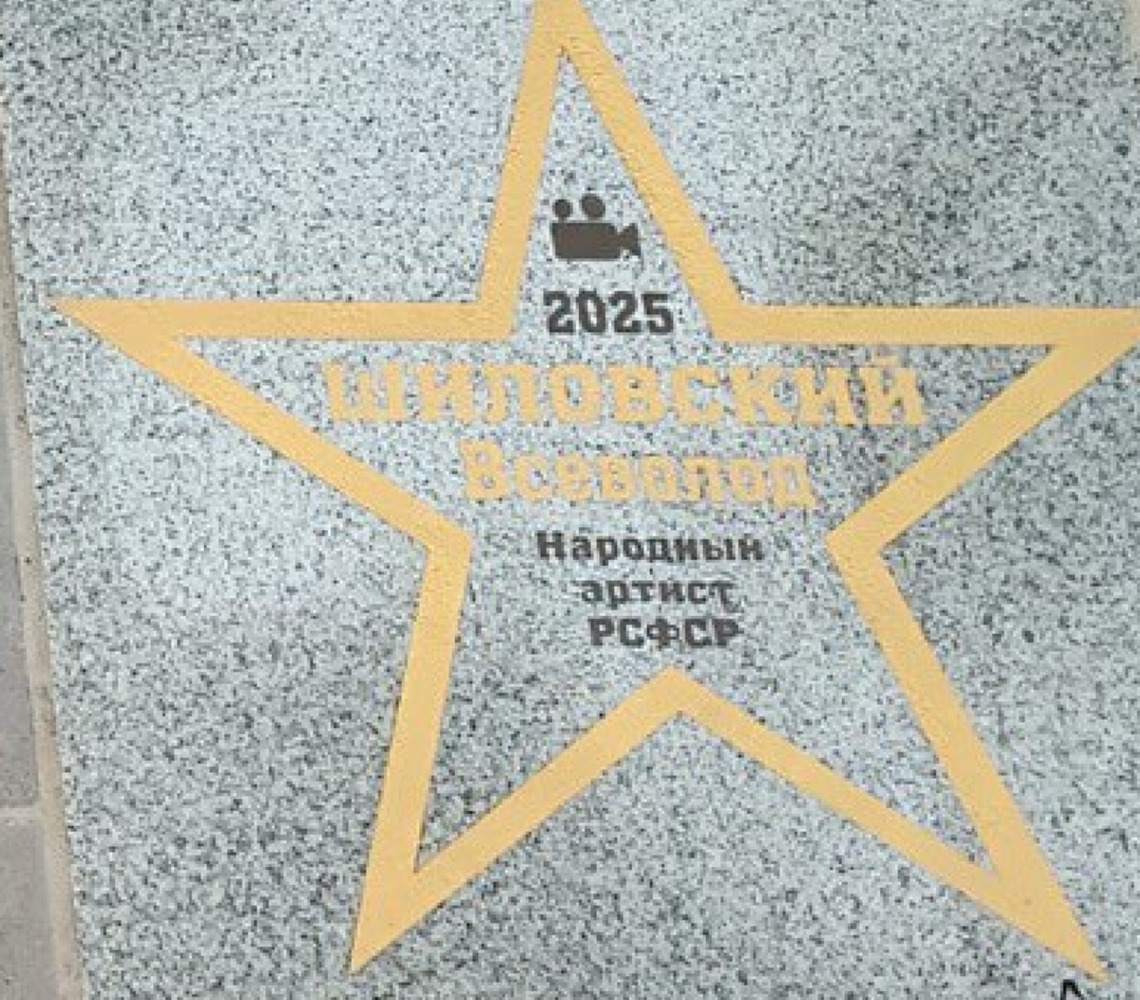 2025
ШИЛОВСКИЙ
Всеволод
Народный
артист
РСФСР